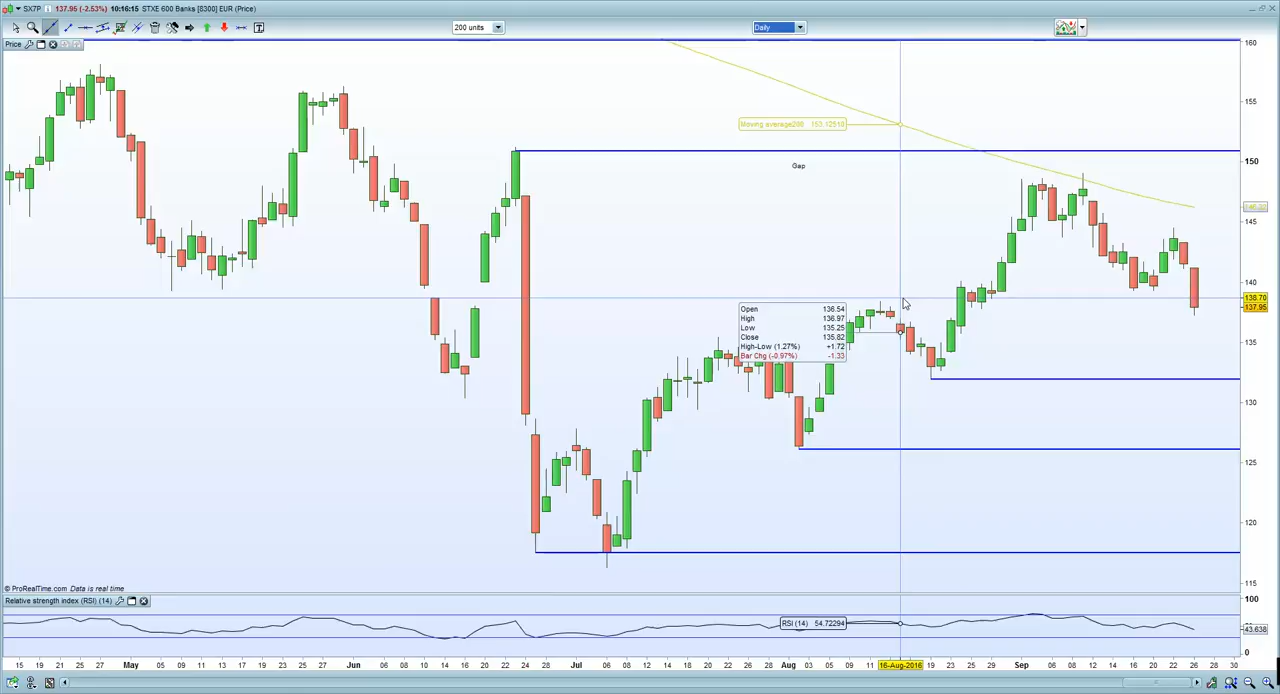 SX7P 137.95 (-2.53%) 10:16:15 STXE 600 Banks [8300] EUR (Price)
200 units
Daily
Price
160
155
150
145
140
138.70
137.95
135
130
125
120
115
Moving average200 153.12510
Gap
Open 136.54
High 136.97
Low 135.25
Close 135.82
High-Low (1.27%) +1.72
Bar Chg (-0.97%) -1.33
© ProRealTime.com Data is real time
Relative strength index (RSI) (14)
100
RSI (14) 54.72294
43.638
0
15 19 21 25 27 May 05 09 11 13 17 19 23 25 27 Jun 02 06 08 10 14 16 20 22 24 28 Jul 06 08 12 14 18 20 22 26 28 Aug 03 05 09 11 16-Aug-2016 19 23 25 29 Sep 06 08 12 14 16 20 22 26 28 30